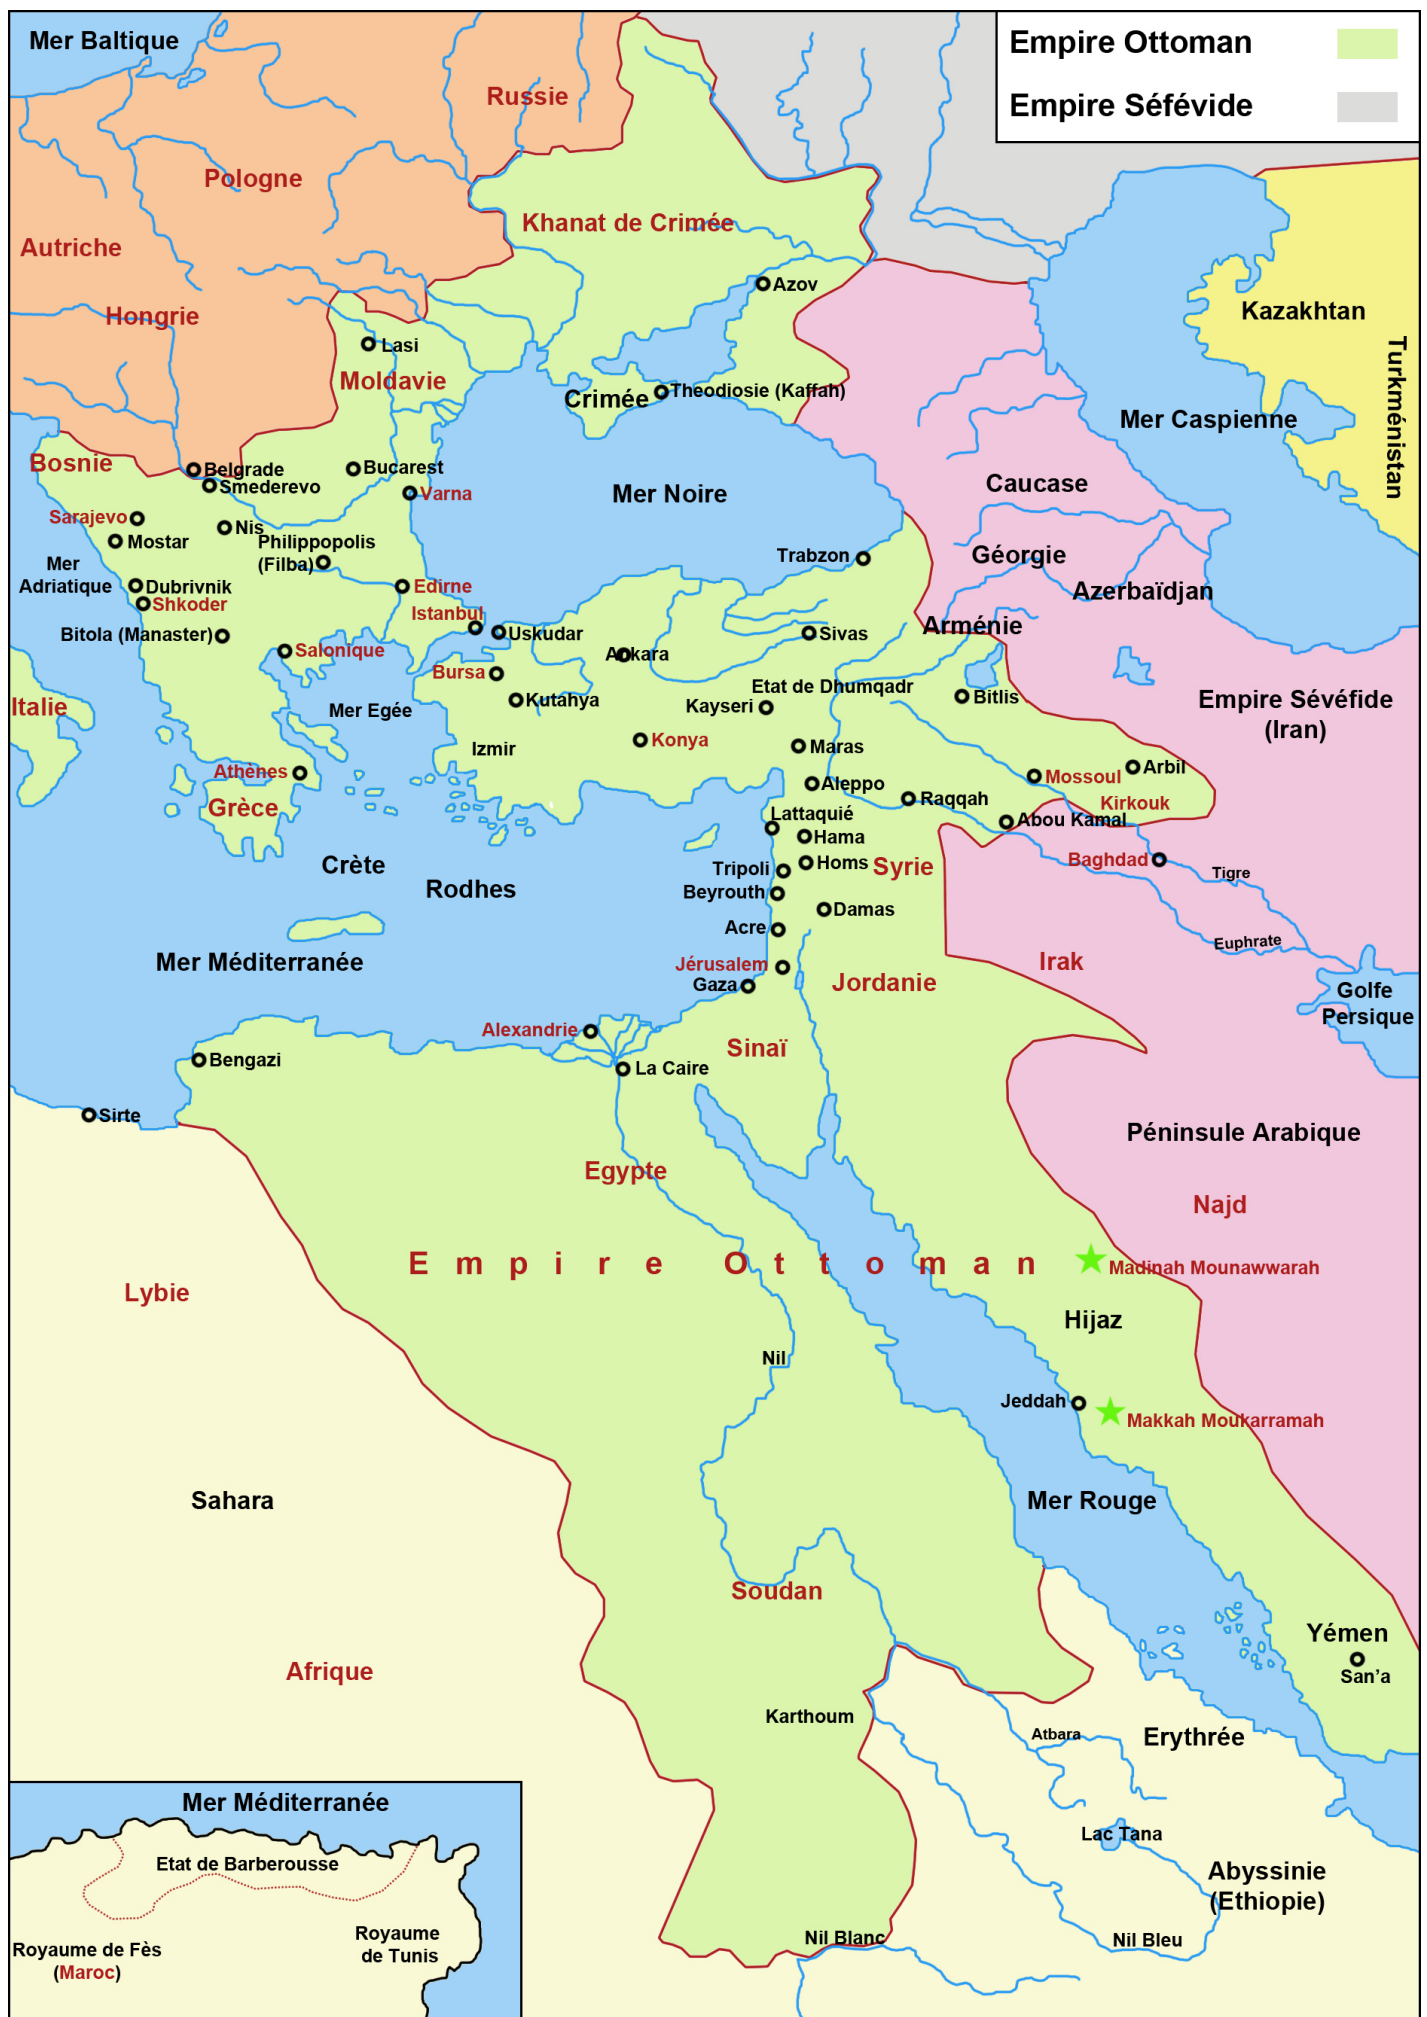 Mer Baltique
Empire Ottoman
Empire Séfévide
Russie
Pologne
Khanat de Crimée
Autriche
Azov
Hongrie
Kazakhtan
Turkménistan
Lasi
Moldavie
Crimée
Theodiosie (Kaffah)
Mer Caspienne
Bosnie
Belgrade
Bucarest
Smederevo
Varna
Mer Noire
Caucase
Sarajevo
Nis
Mostar
Philippopolis
(Filba)
Trabzon
Géorgie
Mer
Adriatique
Dubrivnik
Edirne
Azerbaïdjan
Shkoder
Istanbul
Bitola (Manaster)
Uskudar
Sivas
Arménie
Salonique
Ankara
Bursa
Etat de Dhumqadr
Bitlis
Kutahya
Kayseri
Empire Sévéfide
(Iran)
Italie
Mer Egée
Izmir
Konya
Maras
Athènes
Mossoul
Arbil
Aleppo
Raqqah
Kirkouk
Grèce
Lattaquié
Abou Kamal
Hama
Crète
Rodhes
Tripoli
Homs
Syrie
Baghdad
Tigre
Beyrouth
Damas
Acre
Euphrate
Mer Méditerranée
Jérusalem
Irak
Gaza
Jordanie
Golfe
Persique
Alexandrie
Sinaï
Bengazi
La Caire
Sirte
Péninsule Arabique
Egypte
Najd
Empire Ottoman
Madinah Mounawwarah
Lybie
Hijaz
Nil
Jeddah
Makkah Moukarramah
Sahara
Mer Rouge
Soudan
Yémen
San'a
Afrique
Karthoum
Atbara
Erythrée
Mer Méditerranée
Lac Tana
Etat de Barberousse
Abyssinie
(Ethiopie)
Royaume
de Tunis
Nil Blanc
Nil Bleu
Royaume de Fès
(Maroc)